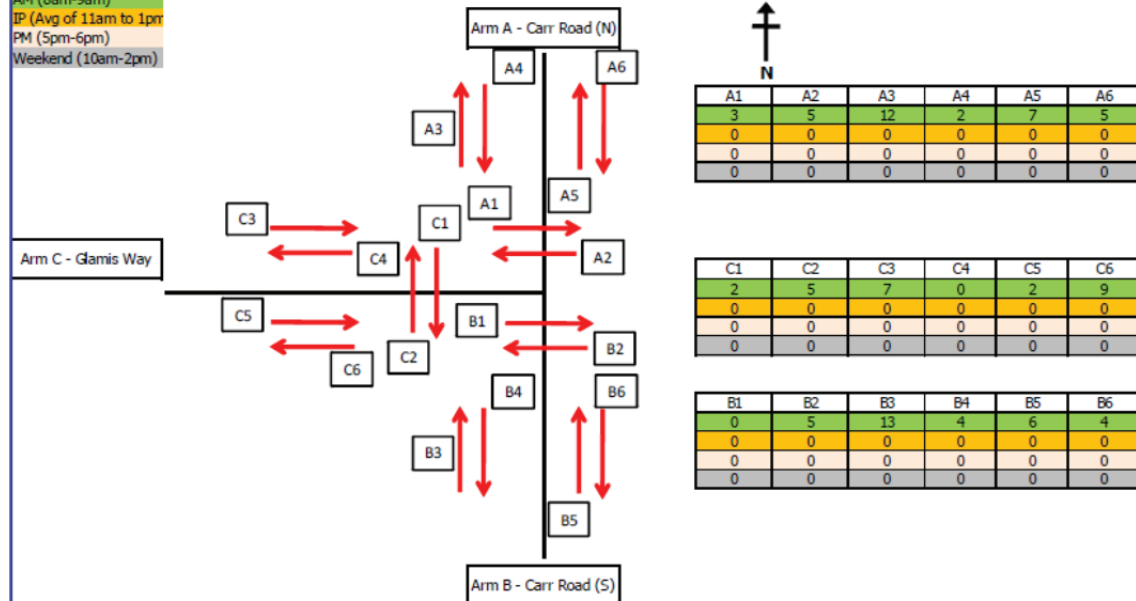 AM (8am-9am)
IP (Avg of 11am to 1pm
PM (5pm-6pm)
Weekend (10am-2pm)
Arm A - Carr Road (N)
N
A4
A6
A3
A1
A5
C3
C1
C4
A2
Arm C - Glamis Way
C5
B1
C6
C2
B2
B4
B6
B3
B5
Arm B - Carr Road (S)
A1 A2 A3 A4 A5 A6
3 5 12 2 7 5
0 0 0 0 0 0
0 0 0 0 0 0
0 0 0 0 0 0
C1 C2 C3 C4 C5 C6
2 5 7 0 2 9
0 0 0 0 0 0
0 0 0 0 0 0
0 0 0 0 0 0
B1 B2 B3 B4 B5 B6
0 5 13 4 6 4
0 0 0 0 0 0
0 0 0 0 0 0
0 0 0 0 0 0